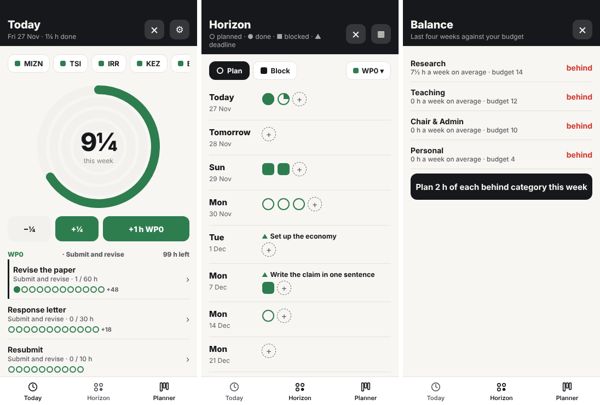 Today
Fri 27 Nov · 1¼ h done
MIZN
TSI
IRR
KEZ
9¼
this week
−¼
+¼
+1 h WP0
WP0 · Submit and revise 99 h left
Revise the paper
Submit and revise · 1 / 60 h
+48
Response letter
Submit and revise · 0 / 30 h
+18
Resubmit
Submit and revise · 0 / 10 h
Today
Horizon
Planner
Horizon
planned · done · blocked ·
deadline
Plan
Block
WP0
Today
27 Nov
Tomorrow
28 Nov
Sun
29 Nov
Mon
30 Nov
Tue
1 Dec
Set up the economy
Mon
7 Dec
Write the claim in one sentence
Mon
14 Dec
Mon
21 Dec
Today
Horizon
Planner
Balance
Last four weeks against your budget
Research
7½ h a week on average · budget 14
behind
Teaching
0 h a week on average · budget 12
behind
Chair & Admin
0 h a week on average · budget 10
behind
Personal
0 h a week on average · budget 4
behind
Plan 2 h of each behind category this week
Today
Horizon
Planner